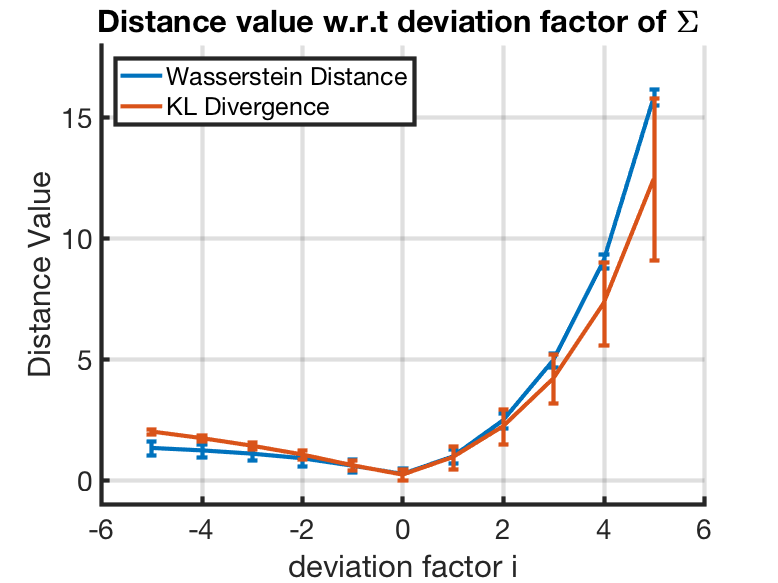 Distance value w.r.t deviation factor of Σ
Wasserstein Distance
KL Divergence
Distance Value
15
10
5
0
-6 -4 -2 0 2 4 6
deviation factor i